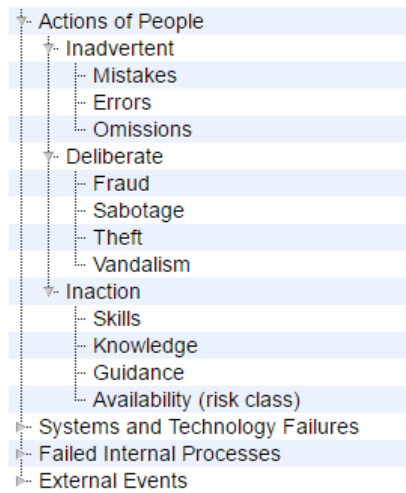 Actions of People
Inadvertent
Mistakes
Errors
Omissions
Deliberate
Fraud
Sabotage
Theft
Vandalism
Inaction
Skills
Knowledge
Guidance
Availability (risk class)
Systems and Technology Failures
Failed Internal Processes
External Events